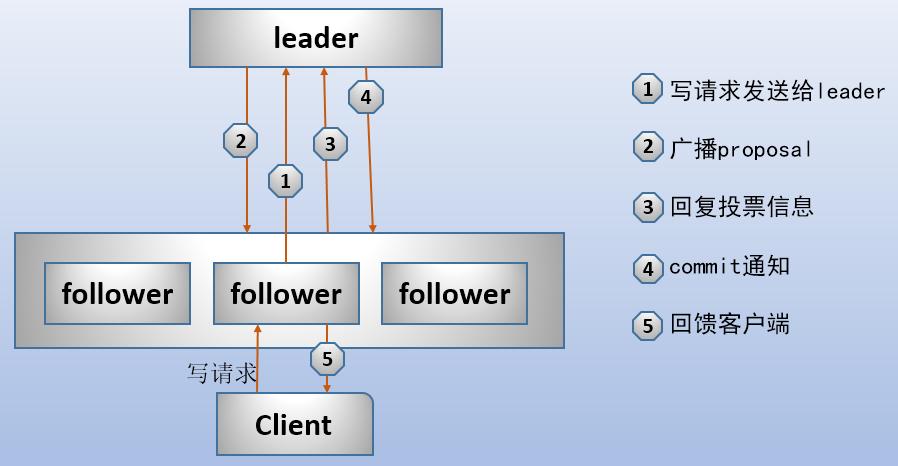 leader
4
2
3
1
follower
follower
follower
5
写请求
Client
1 写请求发送给leader
2 广播proposal
3 回复投票信息
4 commit通知
5 回馈客户端